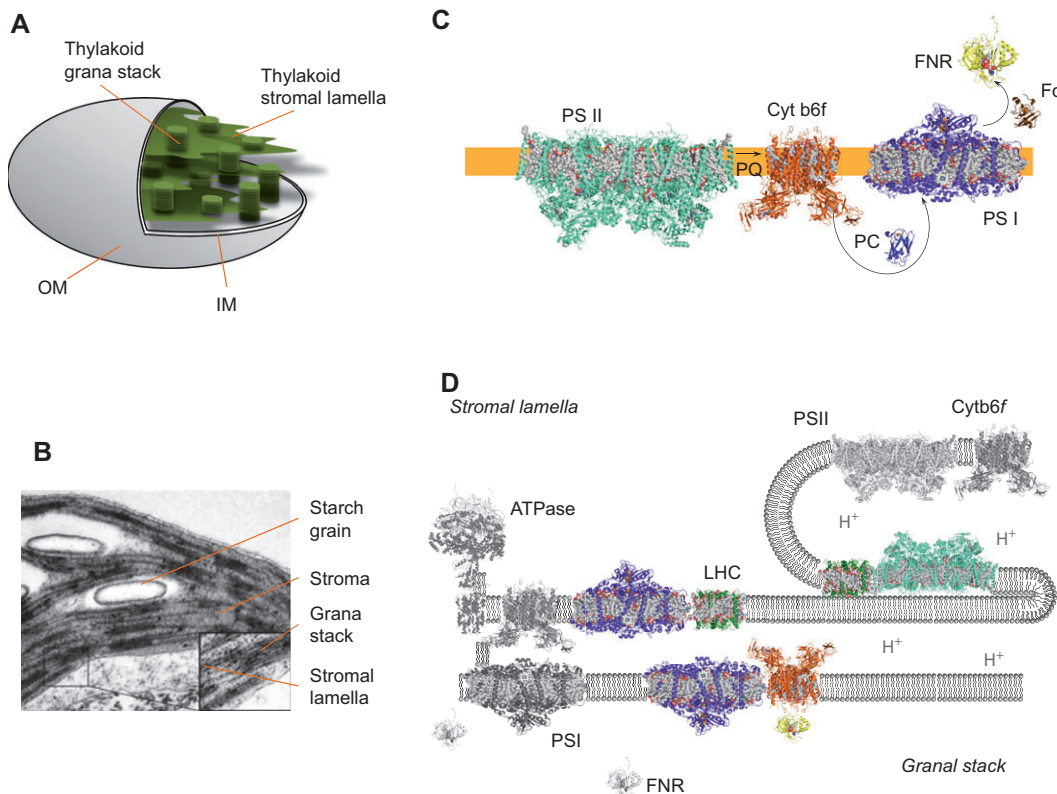 A
Thylakoid
grana stack
Thylakoid
stromal lamella
OM
IM
B
Starch
grain
Stroma
Grana
stack
Stromal
lamella
C
PS II
PQ
Cyt b6f
PC
PS I
FNR
D
Stromal lamella
PSII
Cytb6f
ATPase
H+
H+
LHC
H+
H+
PSI
FNR
Granal stack